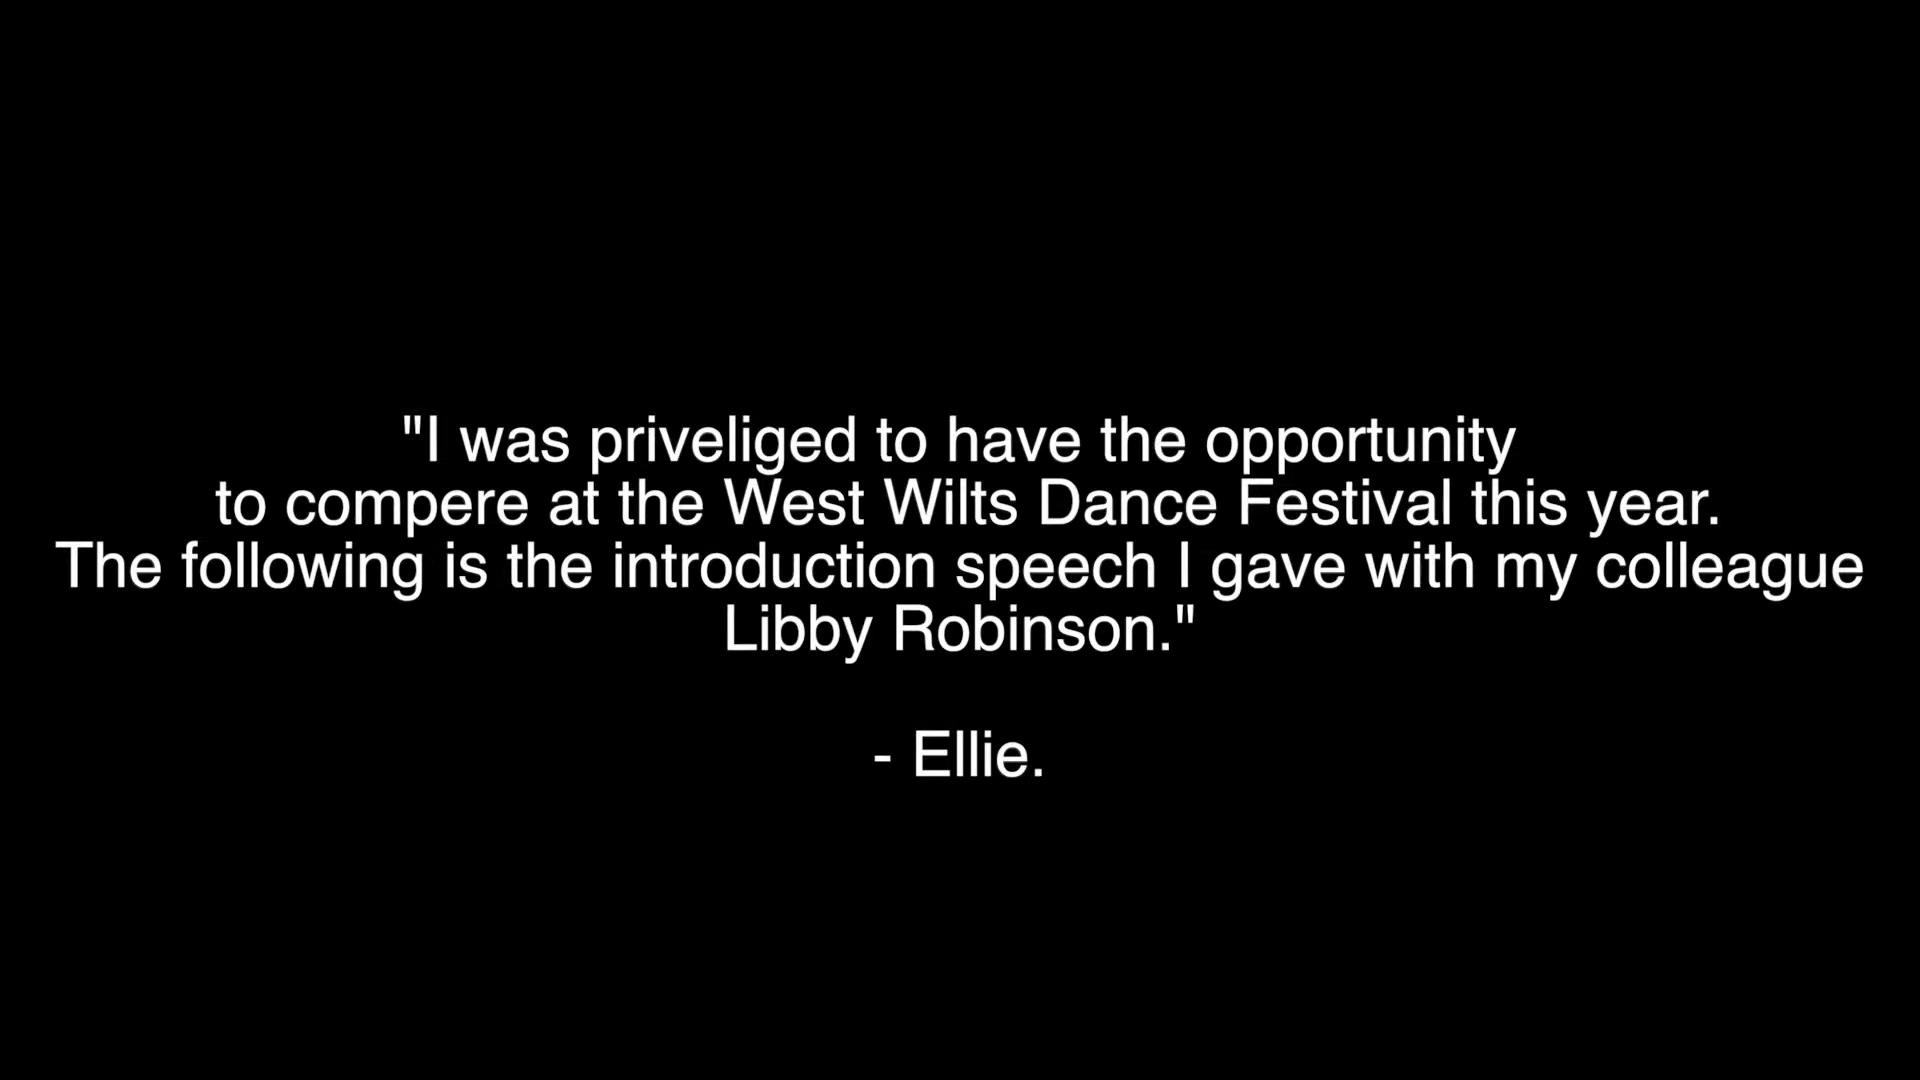 "I was priveliged to have the opportunity
to compere at the West Wilts Dance Festival this year.
The following is the introduction speech I gave with my colleague
Libby Robinson."
- Ellie.